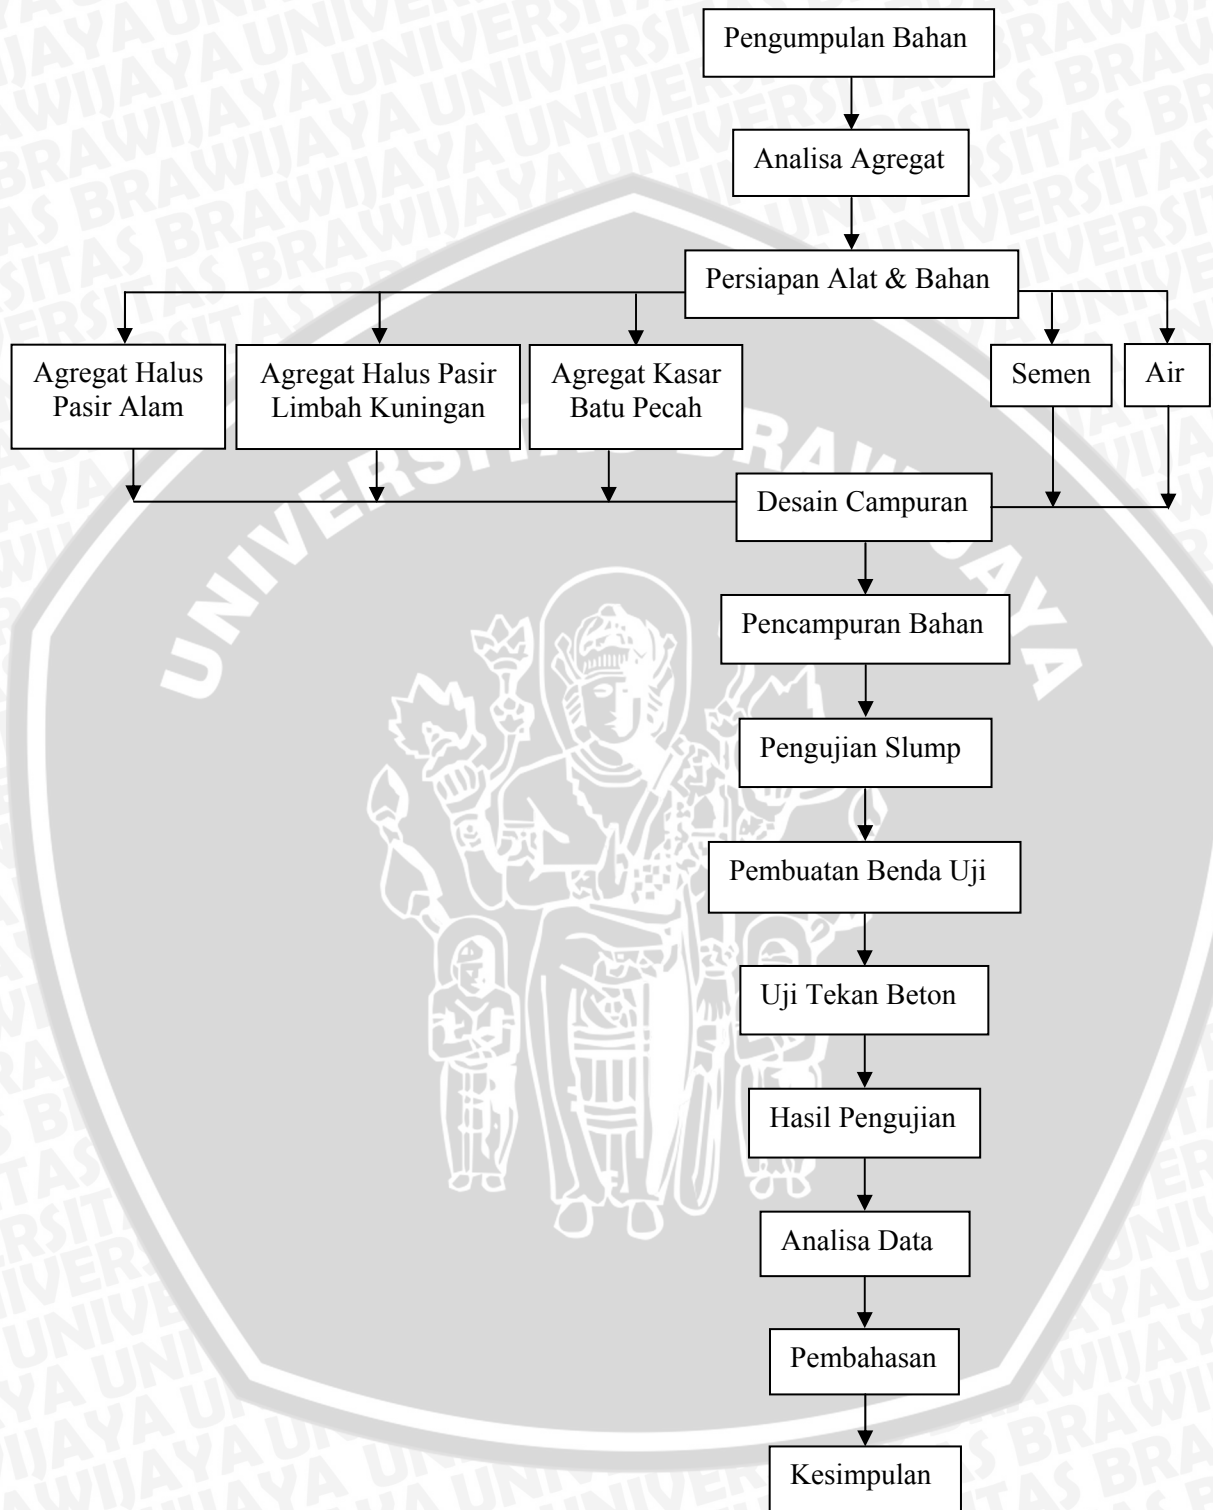 Pengumpulan Bahan
Analisa Agregat
Persiapan Alat & Bahan
Agregat Halus
Pasir Alam
Agregat Halus Pasir
Limbah Kuningan
Agregat Kasar
Batu Pecah
Semen
Air
UNIVERSITAS BRAWIJAYA
Desain Campuran
Pencampuran Bahan
Pengujian Slump
Pembuatan Benda Uji
Uji Tekan Beton
Hasil Pengujian
Analisa Data
Pembahasan
Kesimpulan